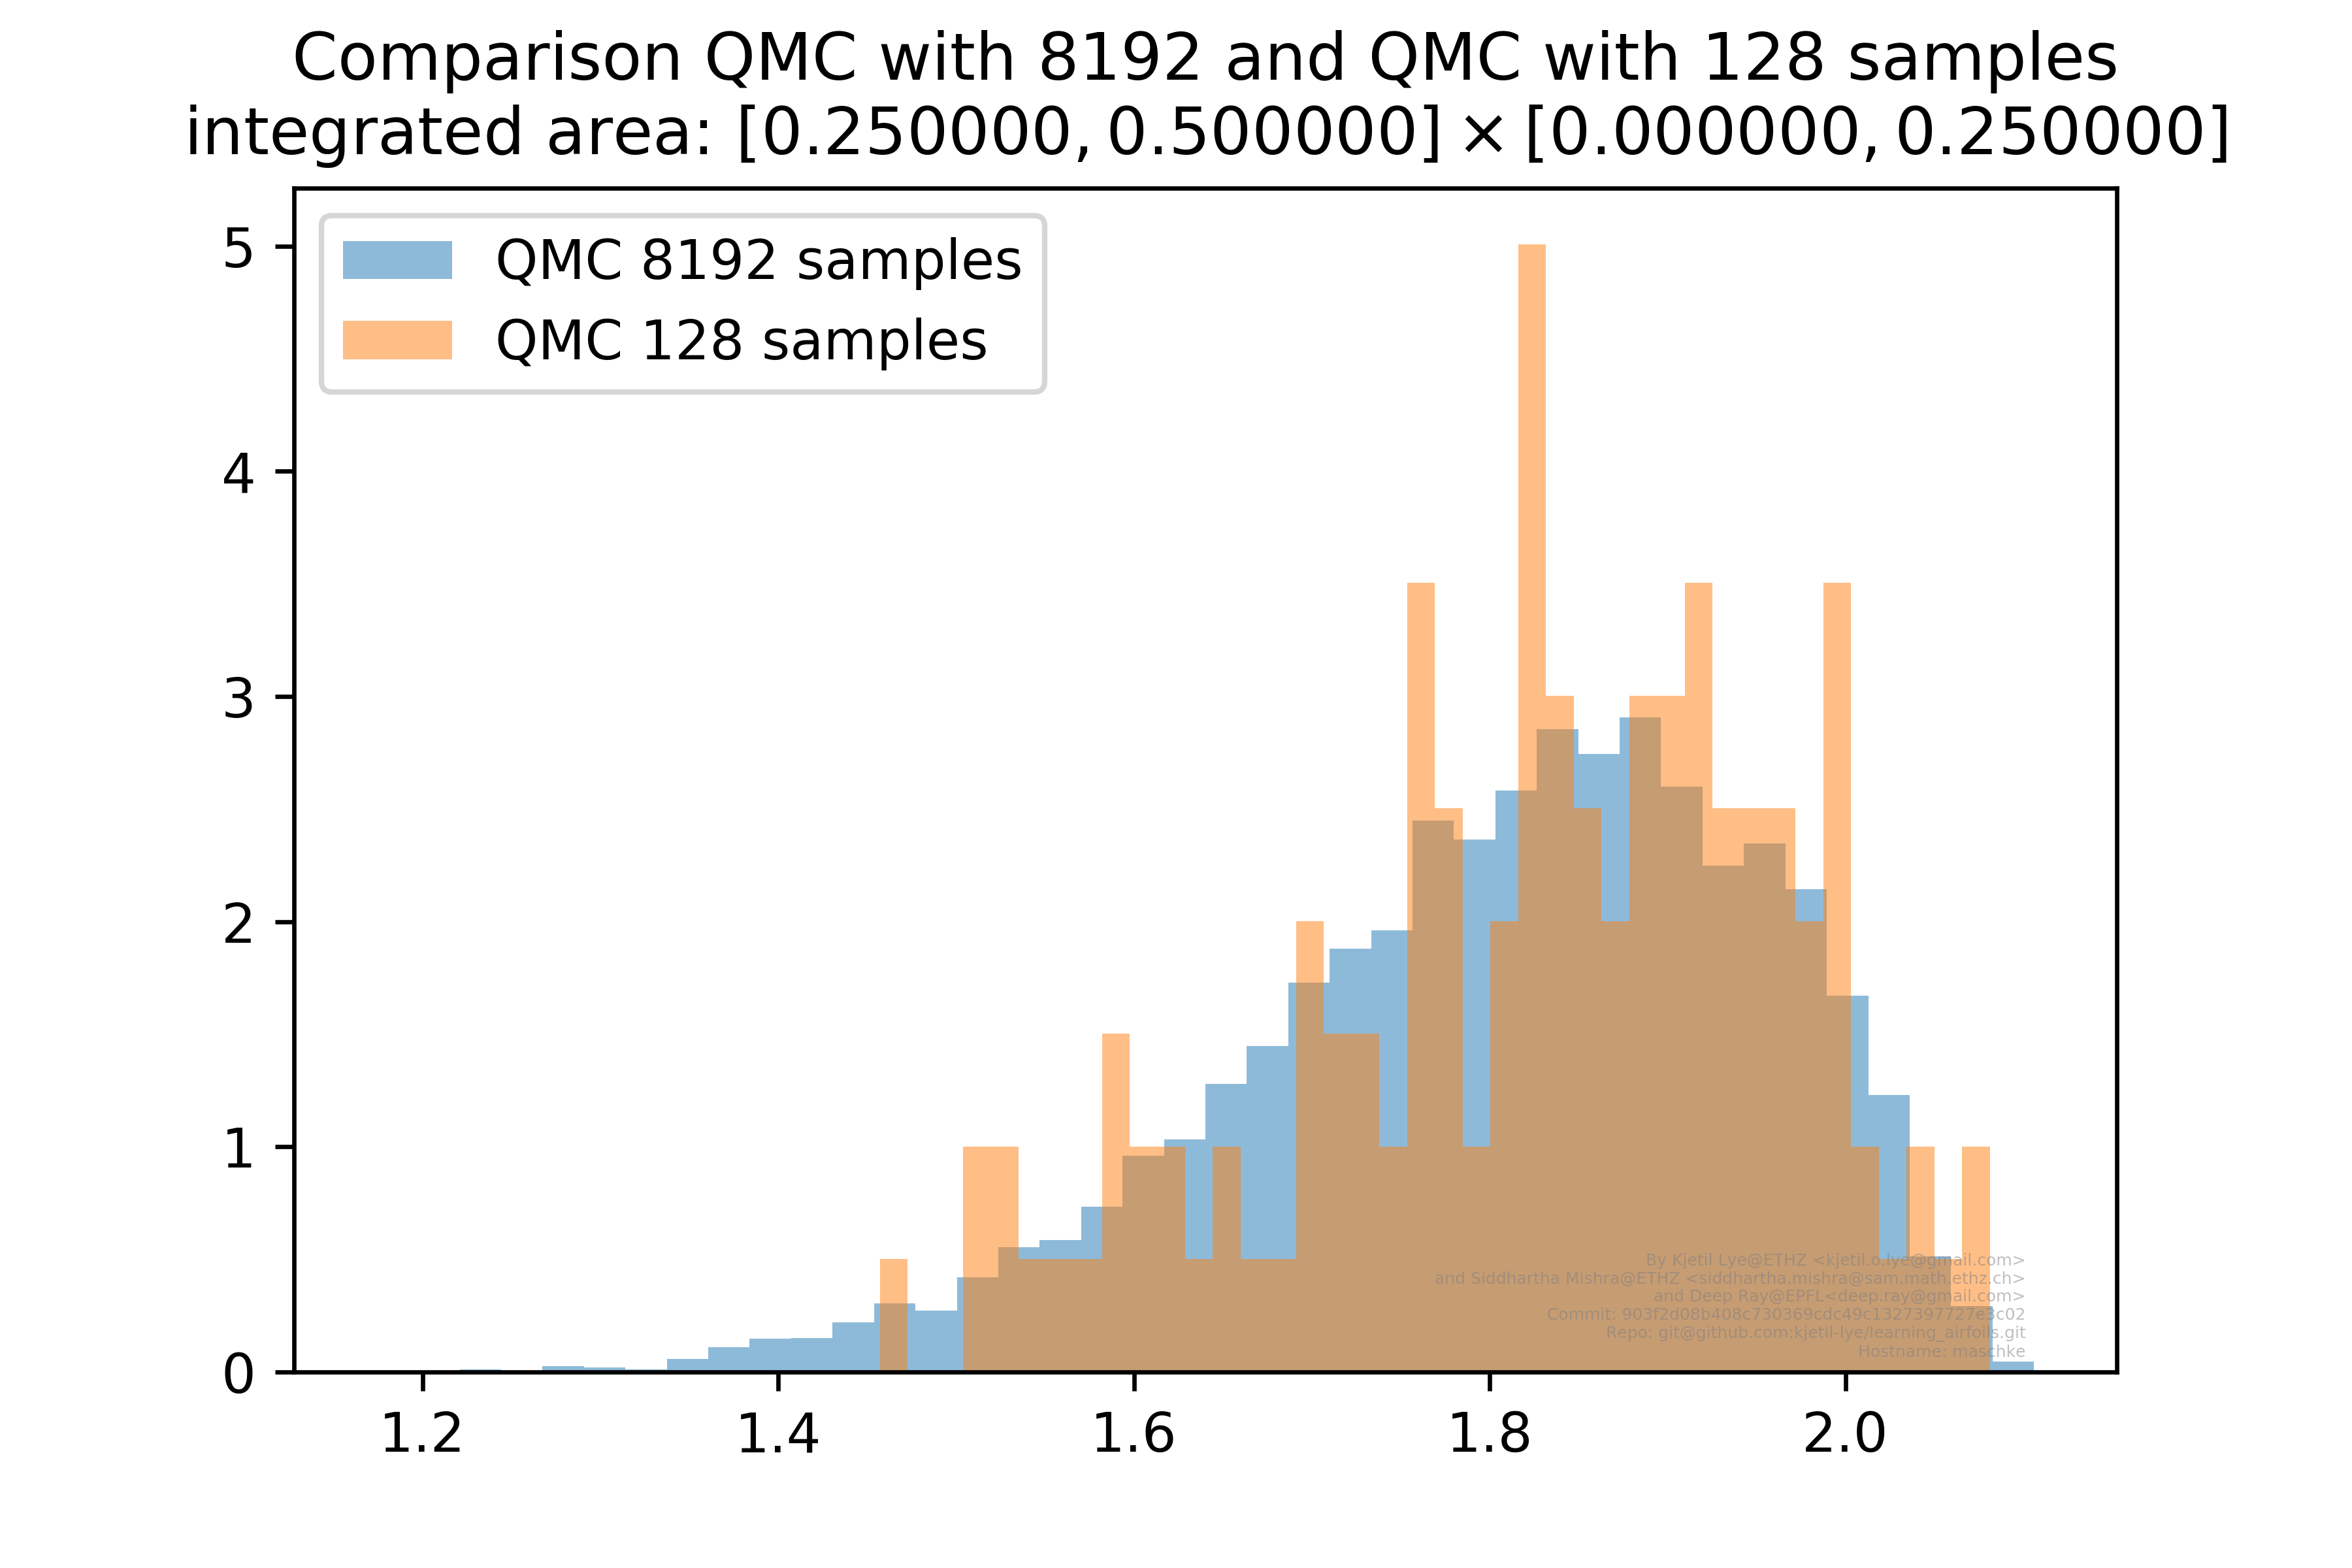 Comparison QMC with 8192 and QMC with 128 samples
integrated area: [0.250000, 0.500000] × [0.000000, 0.250000]
QMC 8192 samples
QMC 128 samples
5
4
3
2
1
0
1.2 1.4 1.6 1.8 2.0
By Kjetil Lye@ETHZ <kjetil.o.lye@gmail.com>
and Siddhartha Mishra@ETHZ <siddhartha.mishra@sam.math.ethz.ch>
and Deep Ray@EPFL<deep.ray@gmail.com>
Commit: 903f2d08b408c730369cdc49c1327397727e3c02
Repo: git@github.com:kjetil-lye/learning_airfoils.git
Hostname: maschke